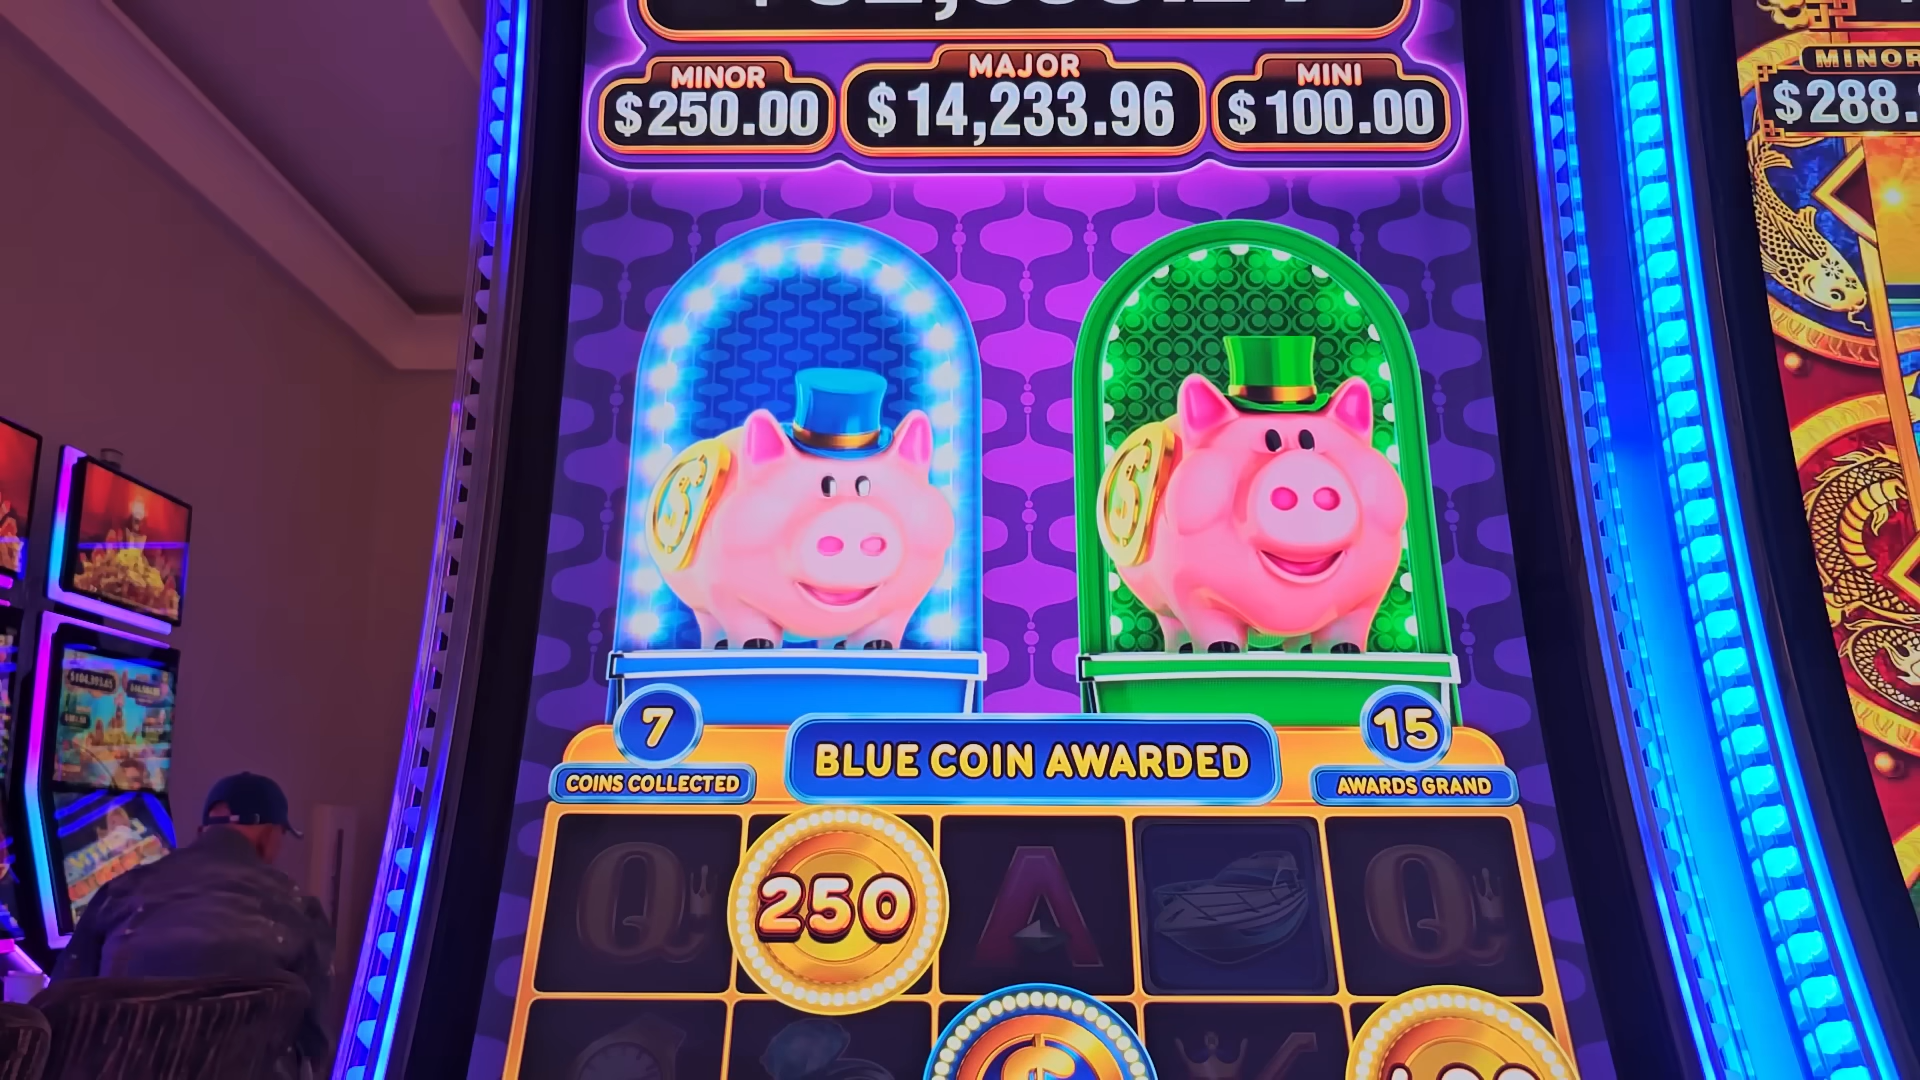 MINOR
$250.00
MAJOR
$14,233.96
MINI
$100.00
MINOR
$288.
7
COINS COLLECTED
BLUE COIN AWARDED
15
AWARDS GRAND
Q
250
A
Q